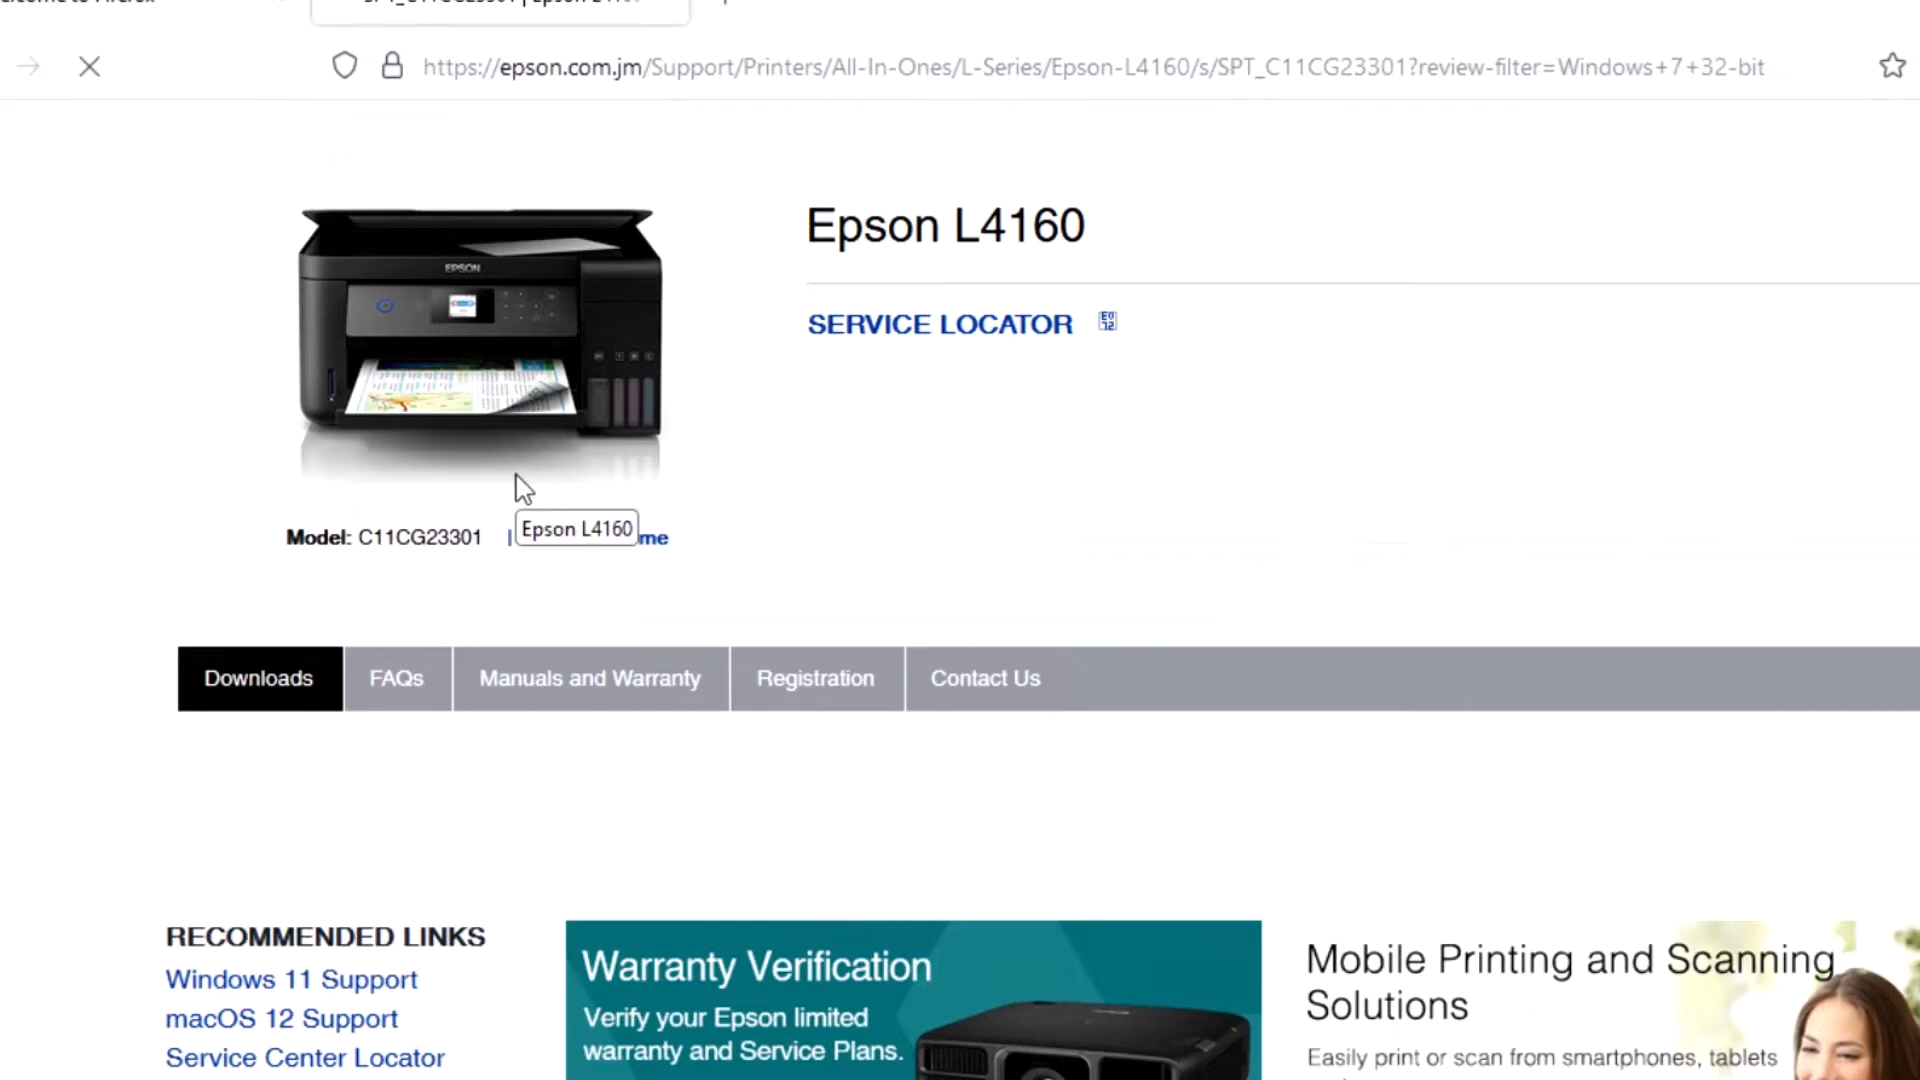 https://epson.com.jm/Support/Printers/All-In-Ones/L-Series/Epson-L4160/s/SPT_C11CG23301?review-filter=Windows+7+32-bit
EPSON
Epson L4160
SERVICE LOCATOR
Model: C11CG23301
Epson L4160
me
Downloads
FAQs
Manuals and Warranty
Registration
Contact Us
RECOMMENDED LINKS
Windows 11 Support
macOS 12 Support
Service Center Locator
Warranty Verification
Verify your Epson limited
warranty and Service Plans.
Mobile Printing and Scanning
Solutions
Easily print or scan from smartphones, tablets